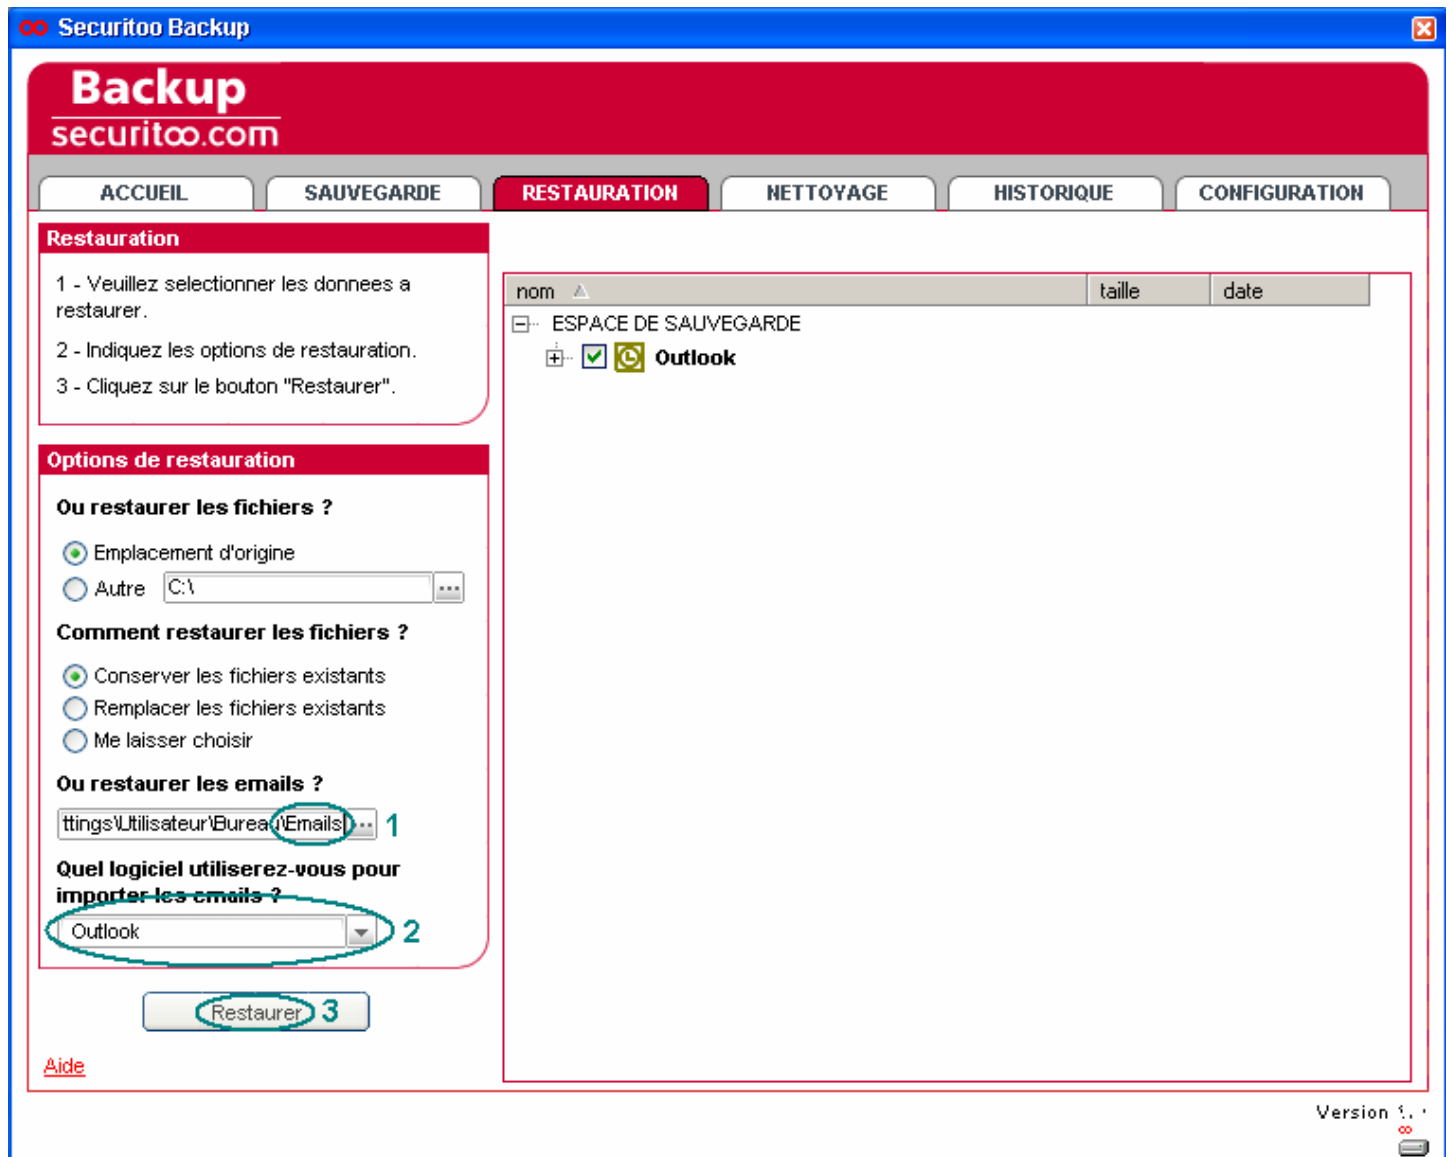 Securitoo Backup
Backup
securitoo.com
ACCUEIL SAUVEGARDE RESTAURATION NETTOYAGE HISTORIQUE CONFIGURATION
Restauration
1 - Veuillez selectionner les donnees a
restaurer.
2 - Indiquez les options de restauration.
3 - Cliquez sur le bouton "Restaurer".
nom taille date
ESPACE DE SAUVEGARDE
Outlook
Options de restauration
Ou restaurer les fichiers ?
Emplacement d'origine
Autre C:\
Comment restaurer les fichiers ?
Conserver les fichiers existants
Remplacer les fichiers existants
Me laisser choisir
Ou restaurer les emails ?
ttings\Utilisateur\Bureau\Emails ... 1
Quel logiciel utiliserez-vous pour
importer les emails ?
Outlook 2
Restaurer 3
Aide
Version